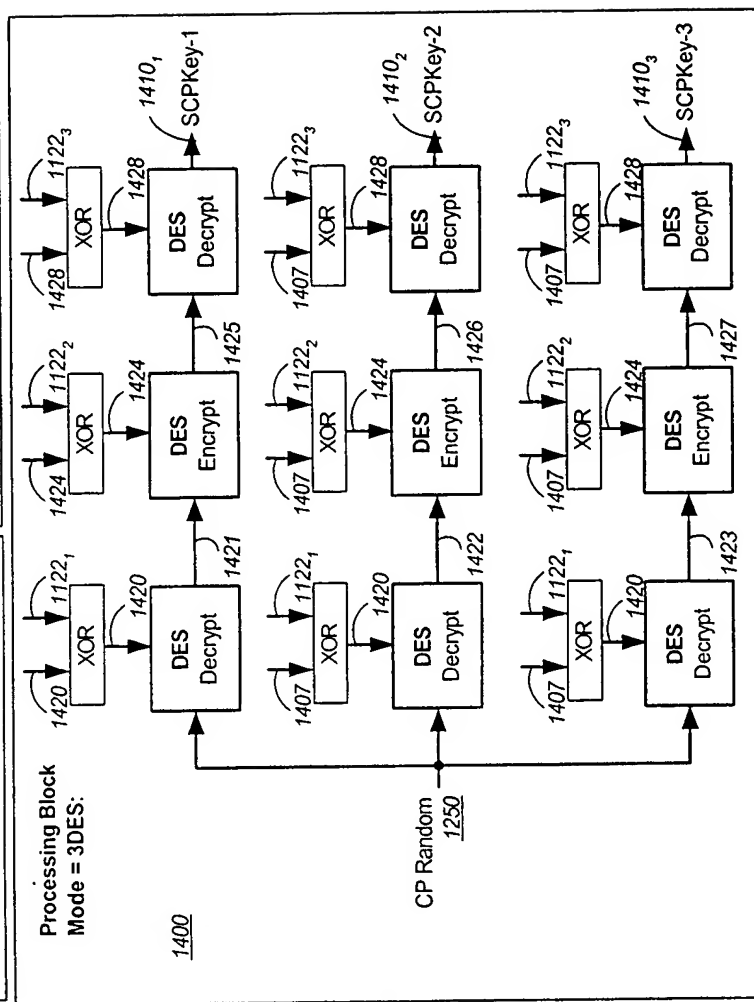 Processing Block
Mode = 3DES:
1400
CP Random
1250
1420
1122₁
XOR
1420
DES
Decrypt
1421
1424
1122₂
XOR
1424
DES
Encrypt
1425
1428
1122₃
XOR
1428
DES
Decrypt
1410₁
SCPKey-1
1407
1122₁
XOR
1420
DES
Decrypt
1422
1407
1122₂
XOR
1424
DES
Encrypt
1426
1407
1122₃
XOR
1428
DES
Decrypt
1410₂
SCPKey-2
1407
1122₁
XOR
1420
DES
Decrypt
1423
1407
1122₂
XOR
1424
DES
Encrypt
1427
1407
1122₃
XOR
1428
DES
Decrypt
1410₃
SCPKey-3